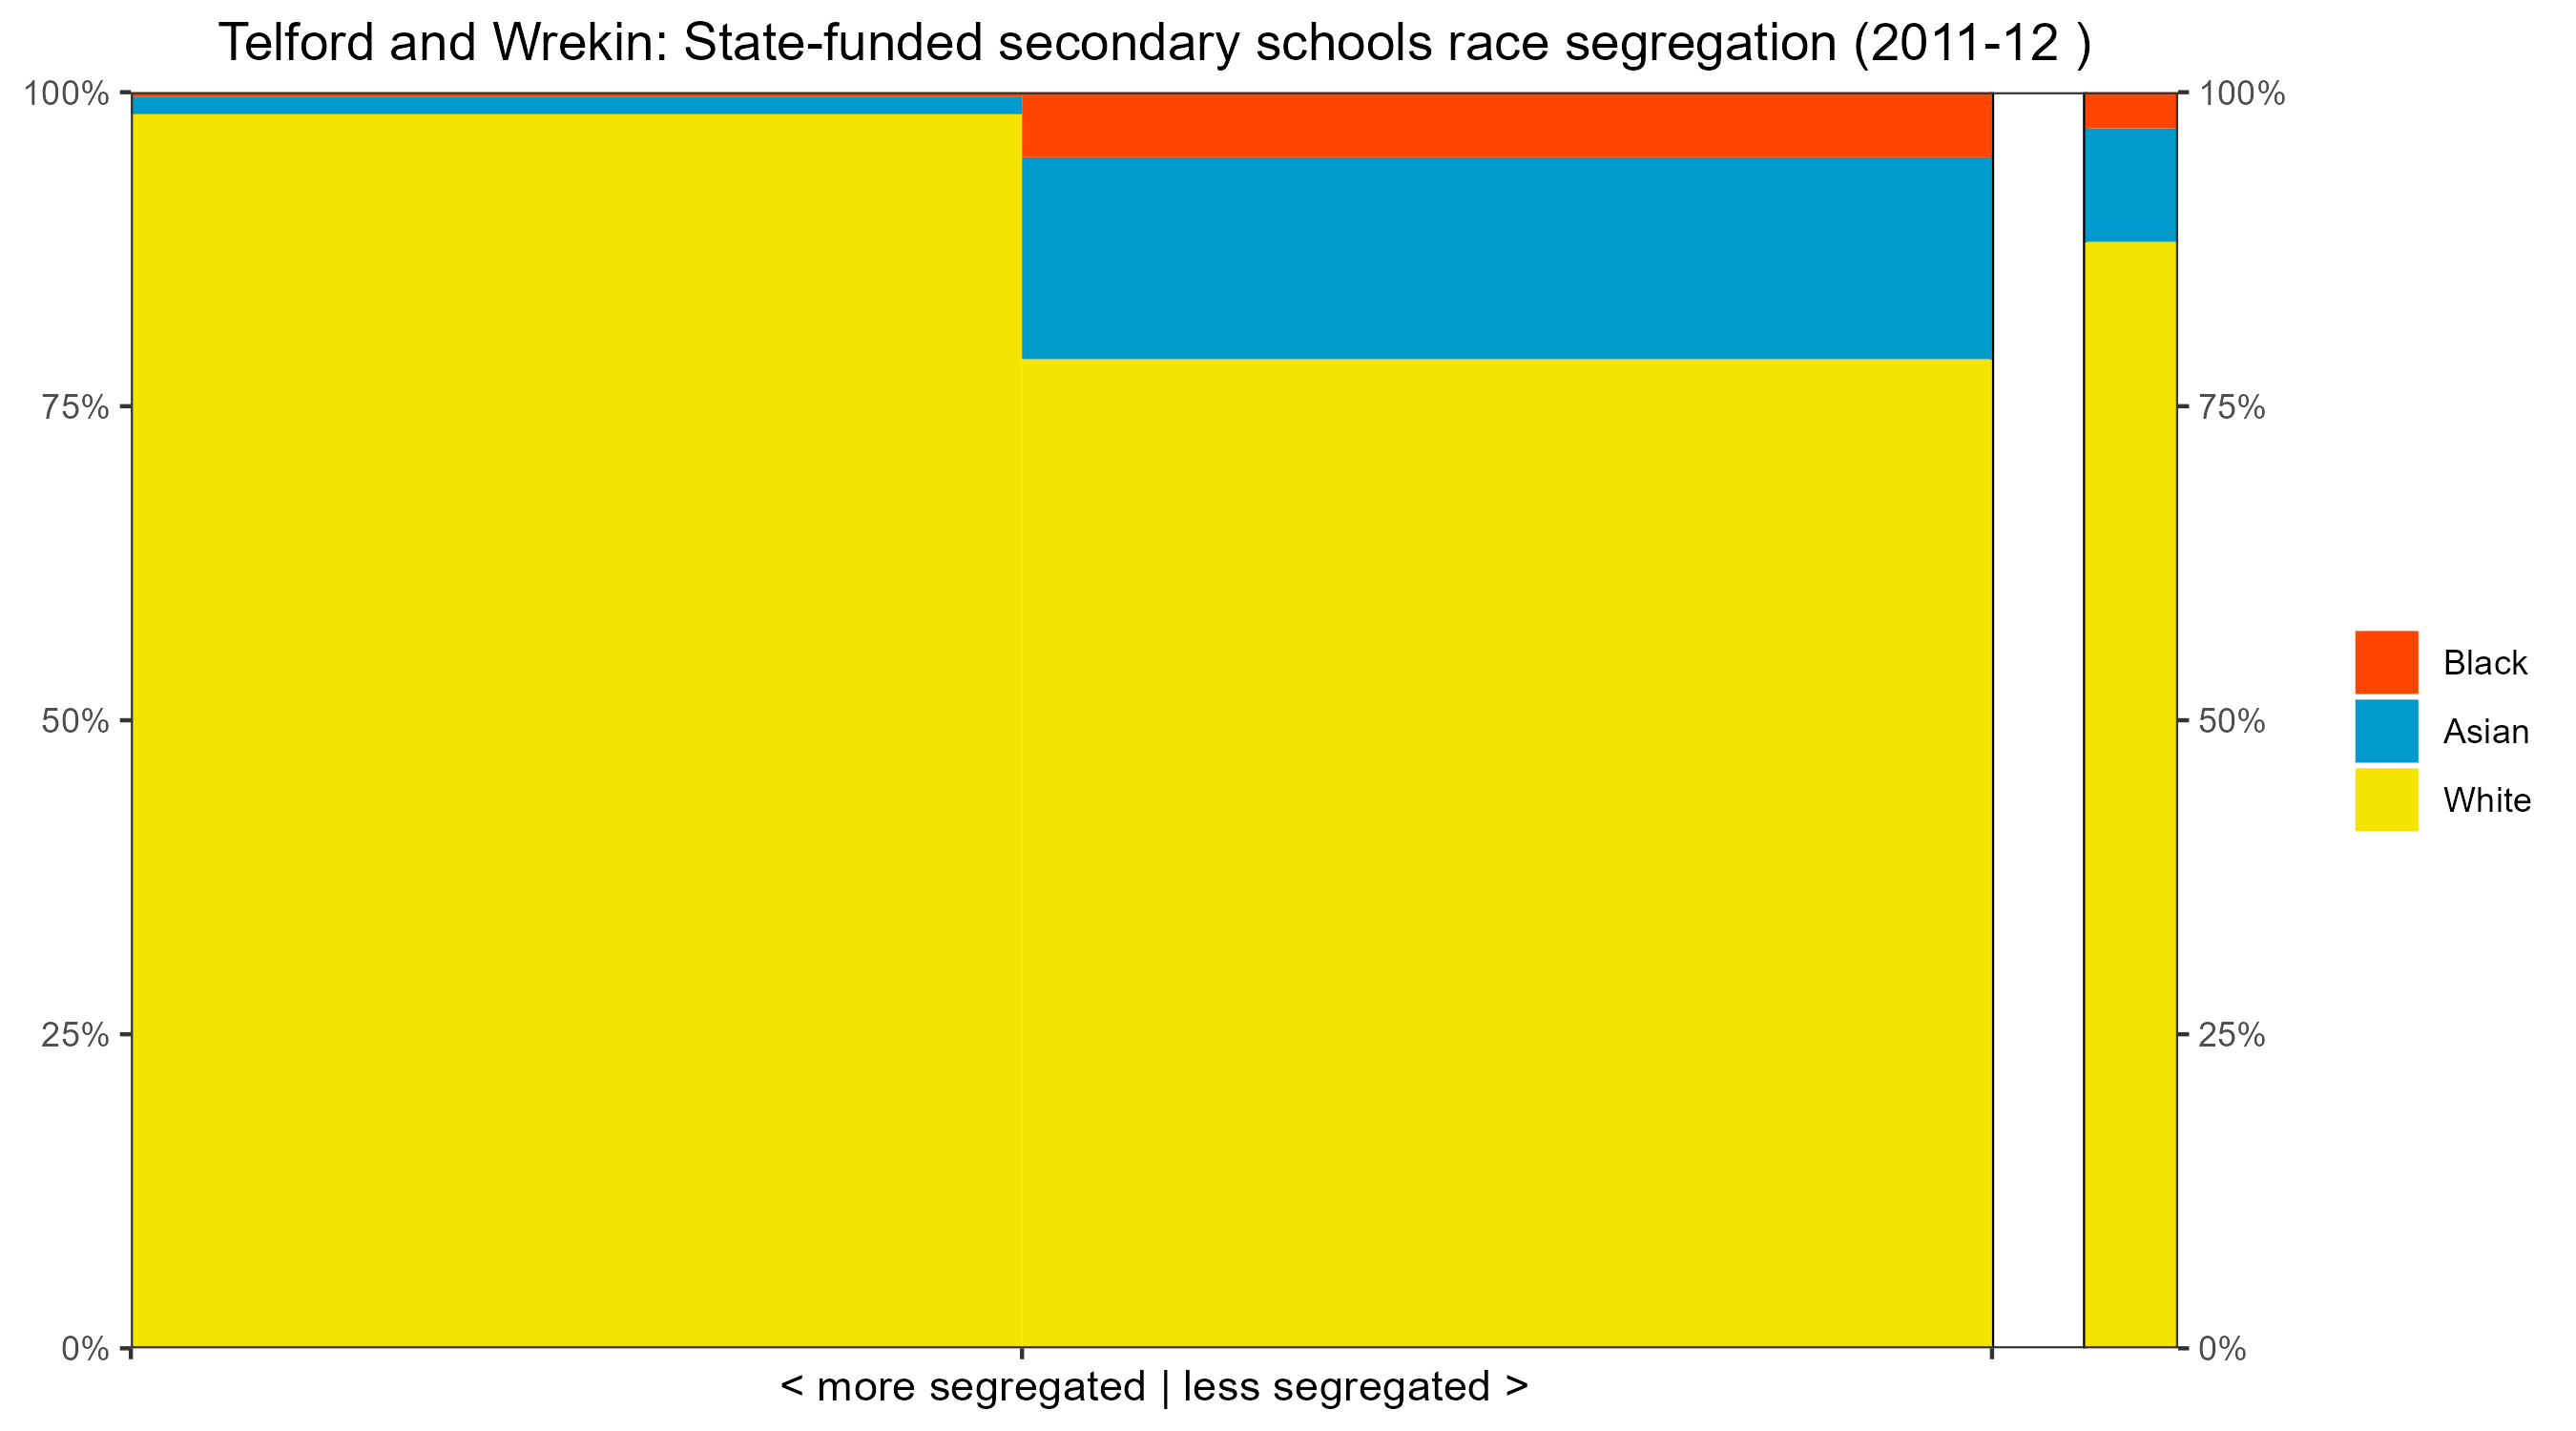 Telford and Wrekin: State-funded secondary schools race segregation (2011-12 )
100%
75%
50%
25%
0%
100%
75%
50%
25%
0%
Black
Asian
White
< more segregated | less segregated >